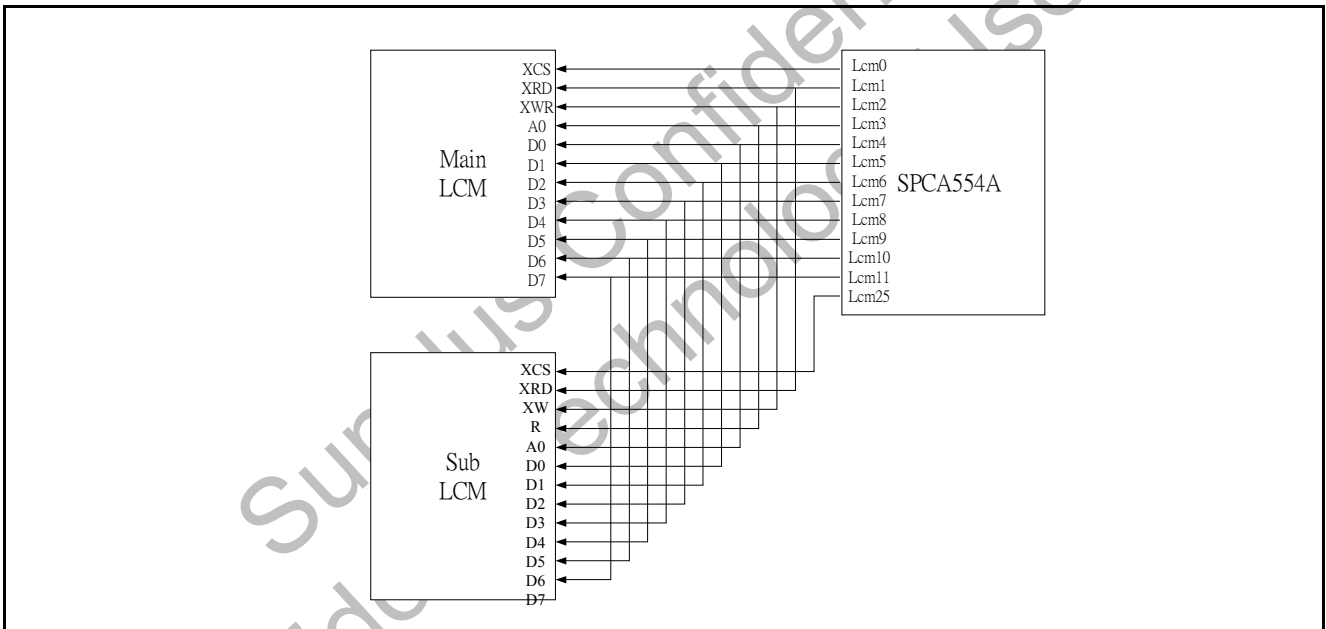 XCS
XRD
XWR
A0
D0
D1
D2
D3
D4
D5
D6
D7
Main
LCM
Lcm0
Lcm1
Lcm2
Lcm3
Lcm4
Lcm5
Lcm6
Lcm7
Lcm8
Lcm9
Lcm10
Lcm11
Lcm25
SPCA554A
XCS
XRD
XW
R
A0
D0
D1
D2
D3
D4
D5
D6
D7
Sub
LCM